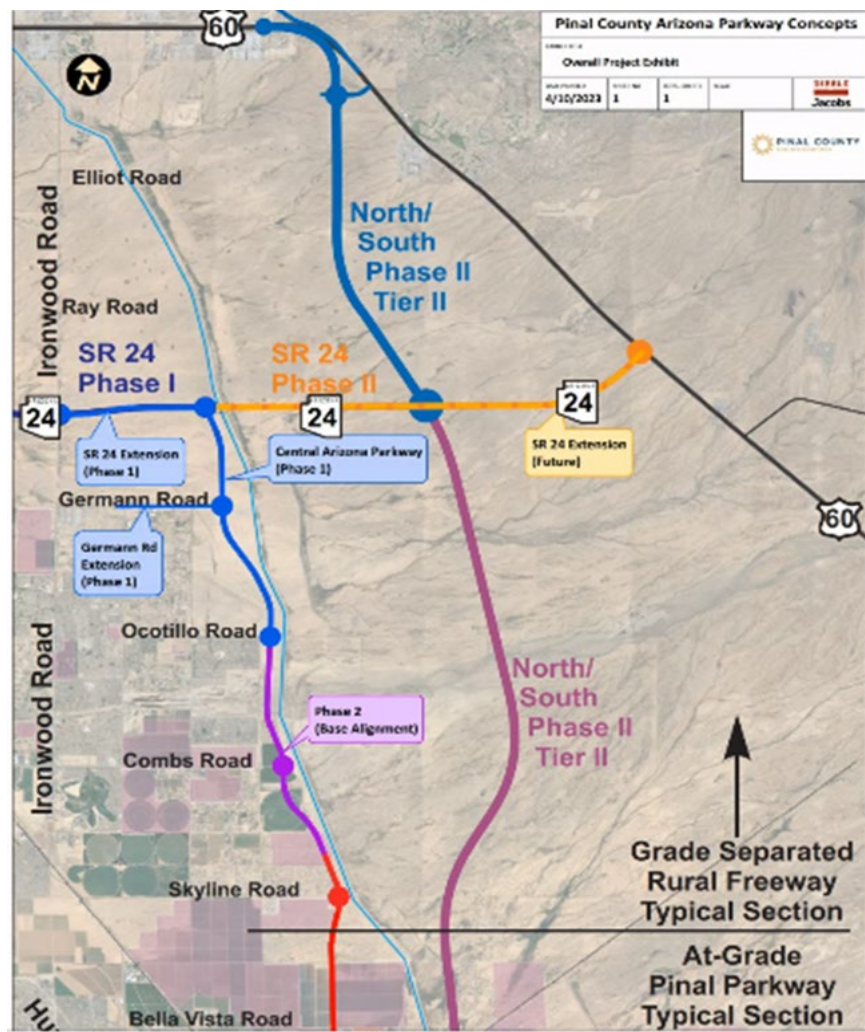 Pinal County Arizona Parkway Concepts
Overall Project Exhibit
4/10/2023
1
1
DIBBLE
Jacobs
PINAL COUNTY
60
N
Elliot Road
Ironwood Road
Ray Road
North/
South
Phase II
Tier II
SR 24
Phase I
SR 24
Phase II
24
24
24
SR 24 Extension
(Phase 1)
Central Arizona Parkway
(Phase 1)
SR 24 Extension
(Future)
Germann Road
60
Germann Rd
Extension
(Phase 1)
Ocotillo Road
Ironwood Road
North/
South
Phase II
Tier II
Phase 2
(Base Alignment)
Combs Road
Grade Separated
Rural Freeway
Typical Section
Skyline Road
At-Grade
Pinal Parkway
Typical Section
Hu
Bella Vista Road